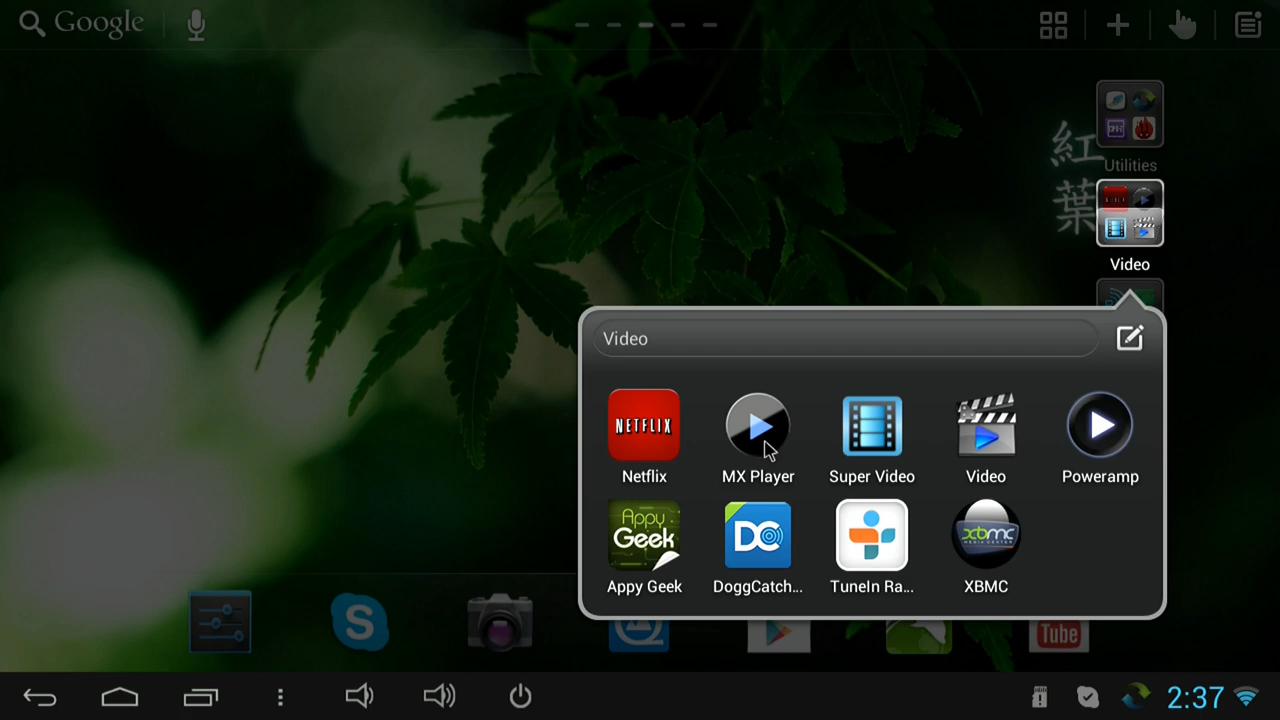 Google
紅
葉
Utilities
Video
Video
NETFLIX
Netflix
MX Player
Super Video
Video
Poweramp
Appy
Geek
DC
xbmc
Appy Geek
DoggCatch...
TuneIn Ra...
XBMC
S
Tube
2:37